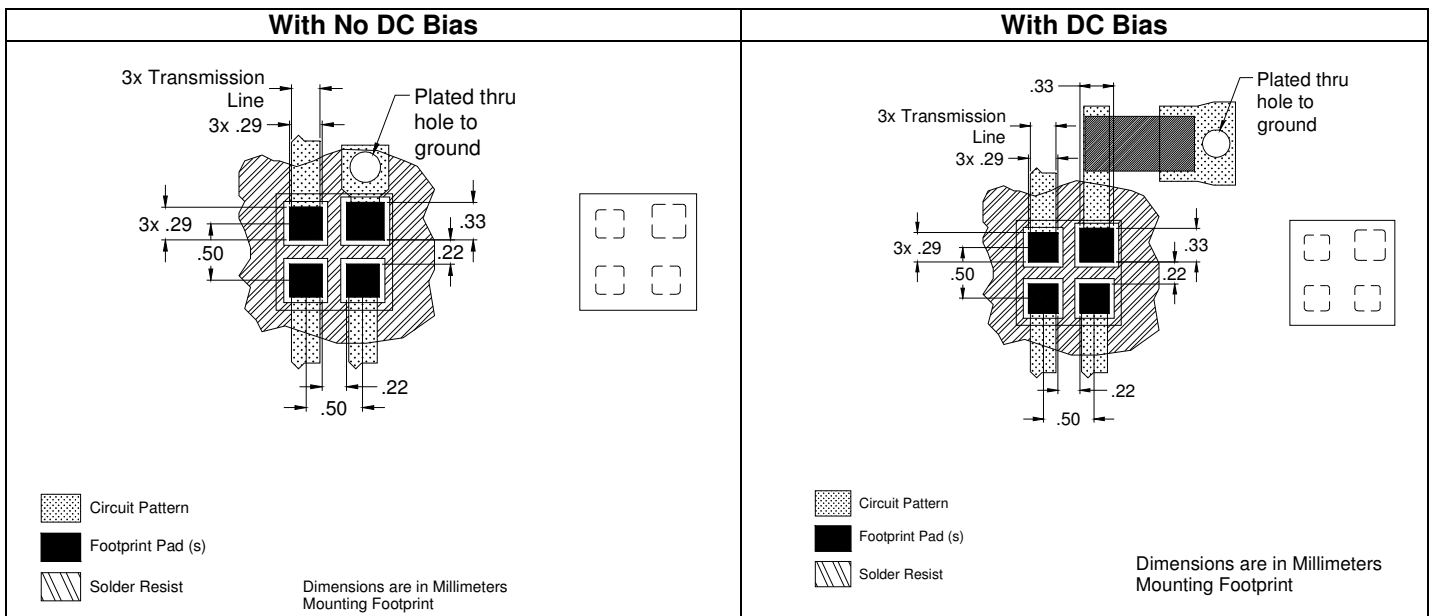 With No DC Bias
3x Transmission
Line
3x .29
Plated thru
hole to
ground
3x .29
.50
.33
.22
.22
.50
Circuit Pattern
Footprint Pad (s)
Solder Resist
Dimensions are in Millimeters
Mounting Footprint
With DC Bias
.33
3x Transmission
Line
3x .29
Plated thru
hole to
ground
3x .29
.50
.33
.22
.22
.50
Circuit Pattern
Footprint Pad (s)
Solder Resist
Dimensions are in Millimeters
Mounting Footprint